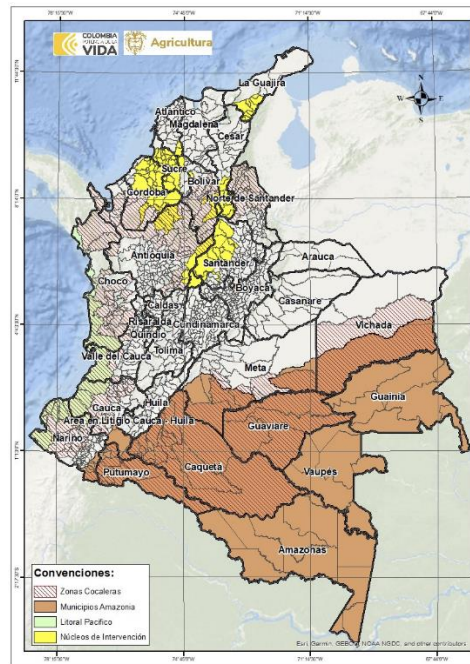 COLOMBIA
VIDA
Agricultura
La Guajira
Atlántico
Magdalena
Cesar
Sucre
Córdoba
Bolívar
Norte de Santander
Antioquia
Santander
Arauca
Chocó
Boyacá
Caldas
Casanare
Risaralda
Cundinamarca
Quindío
Vichada
Valle del Cauca
Tolima
Meta
Guainía
Cauca
Huila
Área en Litigio Cauca - Huila
Guaviare
Nariño
Putumayo
Caquetá
Vaupés
Amazonas
Convenciones:
Zonas Cocaleras
Municipios Amazonia
Litoral Pacífico
Núcleos de Intervención
Esri, Garmin, GEBCO, NOAA NGDC, and other contributors
N
W
E
S